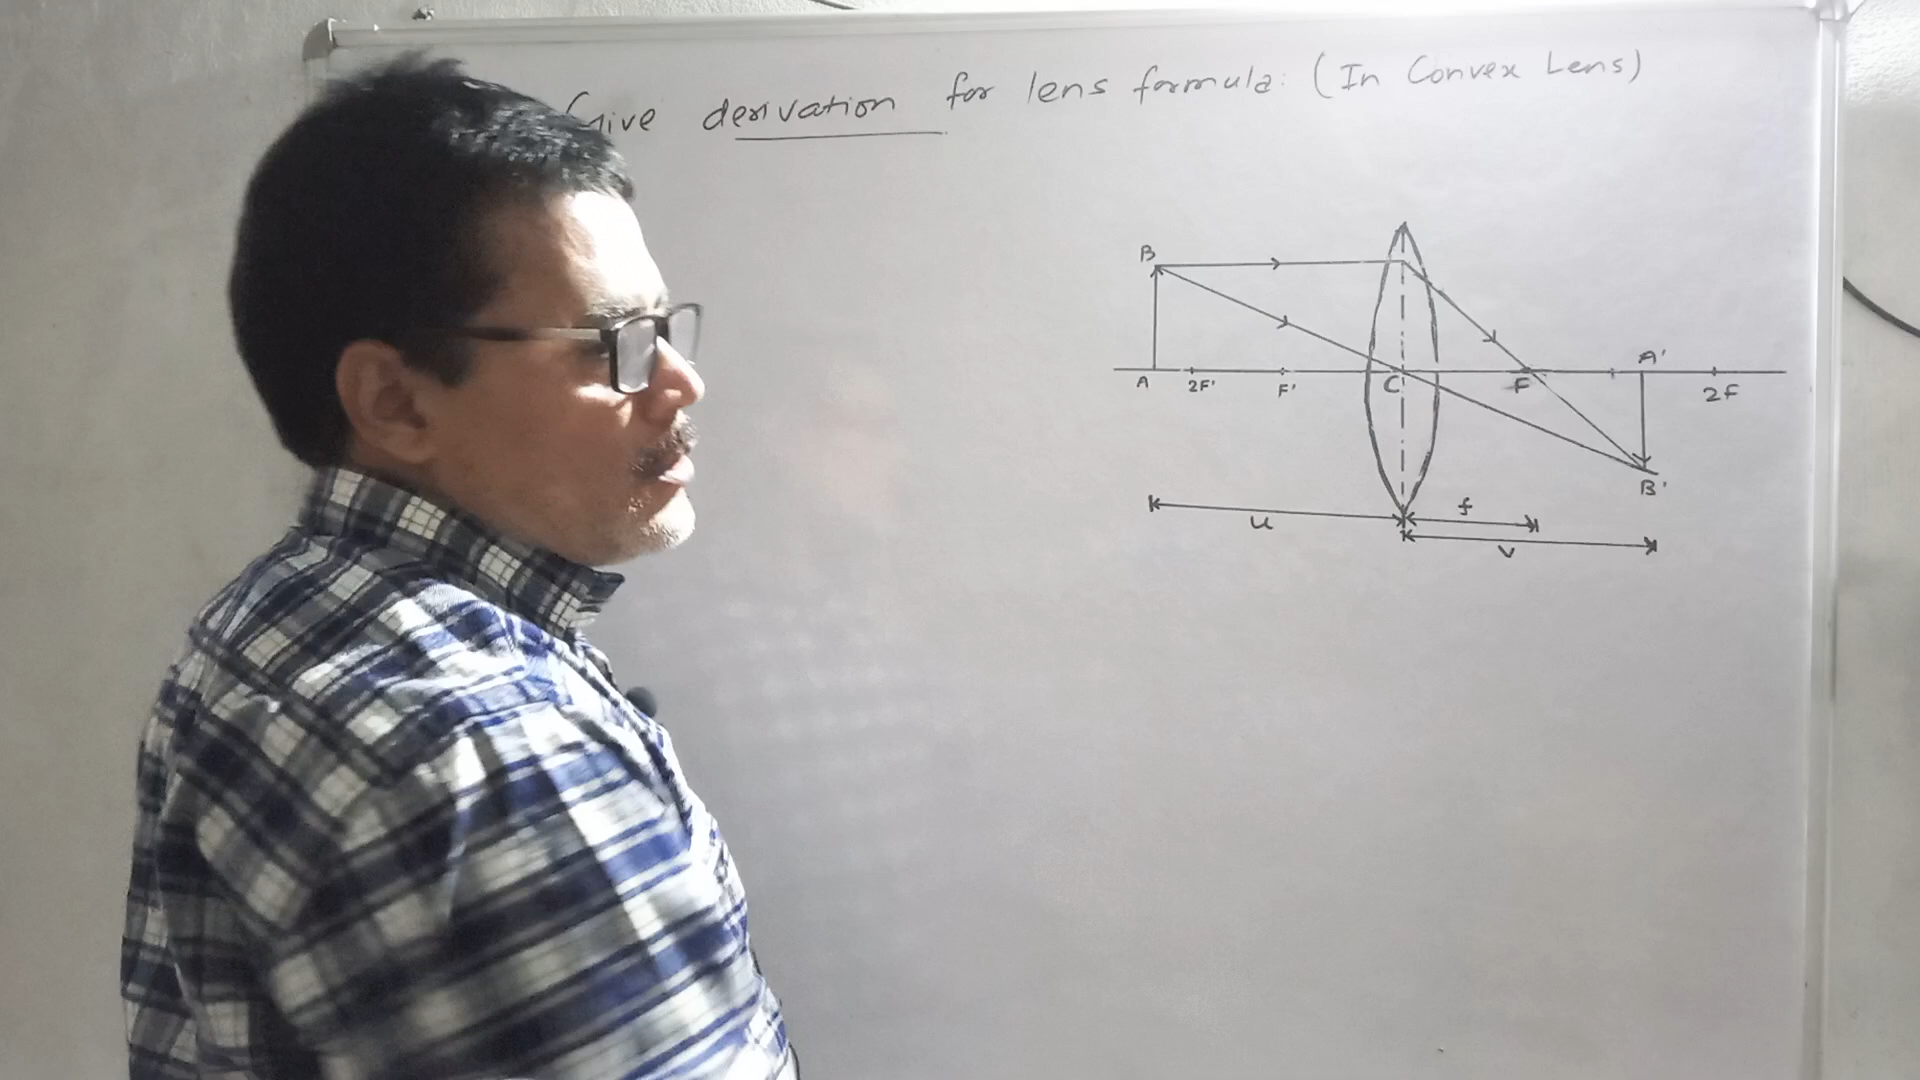 Give derivation for lens formula: (In Convex Lens)
B
A'
A 2F' F' C F 2F
B'
u f
v